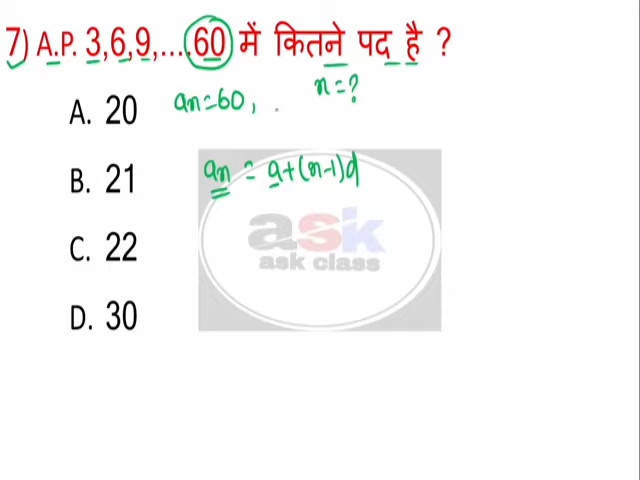 7) A.P. 3,6,9,....60 में कितने पद है ?
A. 20
an=60, n=?
B. 21
an = a+(n-1)d
C. 22
ask
ask class
D. 30